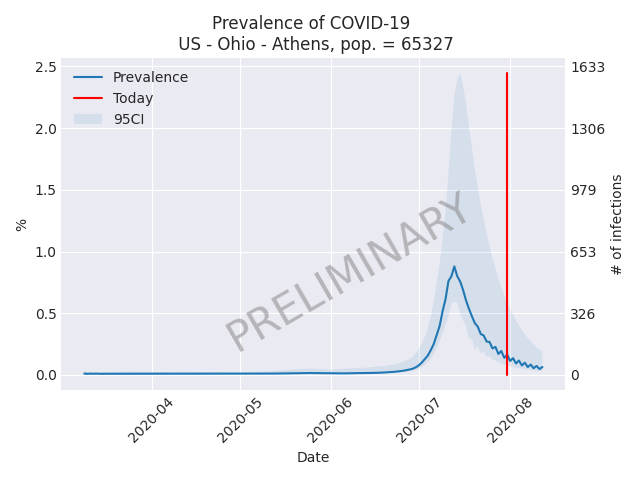 Prevalence of COVID-19
US - Ohio - Athens, pop. = 65327
Prevalence
Today
95CI
2.5
2.0
1.5
1.0
0.5
0.0
%
1633
1306
979
653
326
0
# of infections
PRELIMINARY
2020-04
2020-05
2020-06
2020-07
2020-08
Date